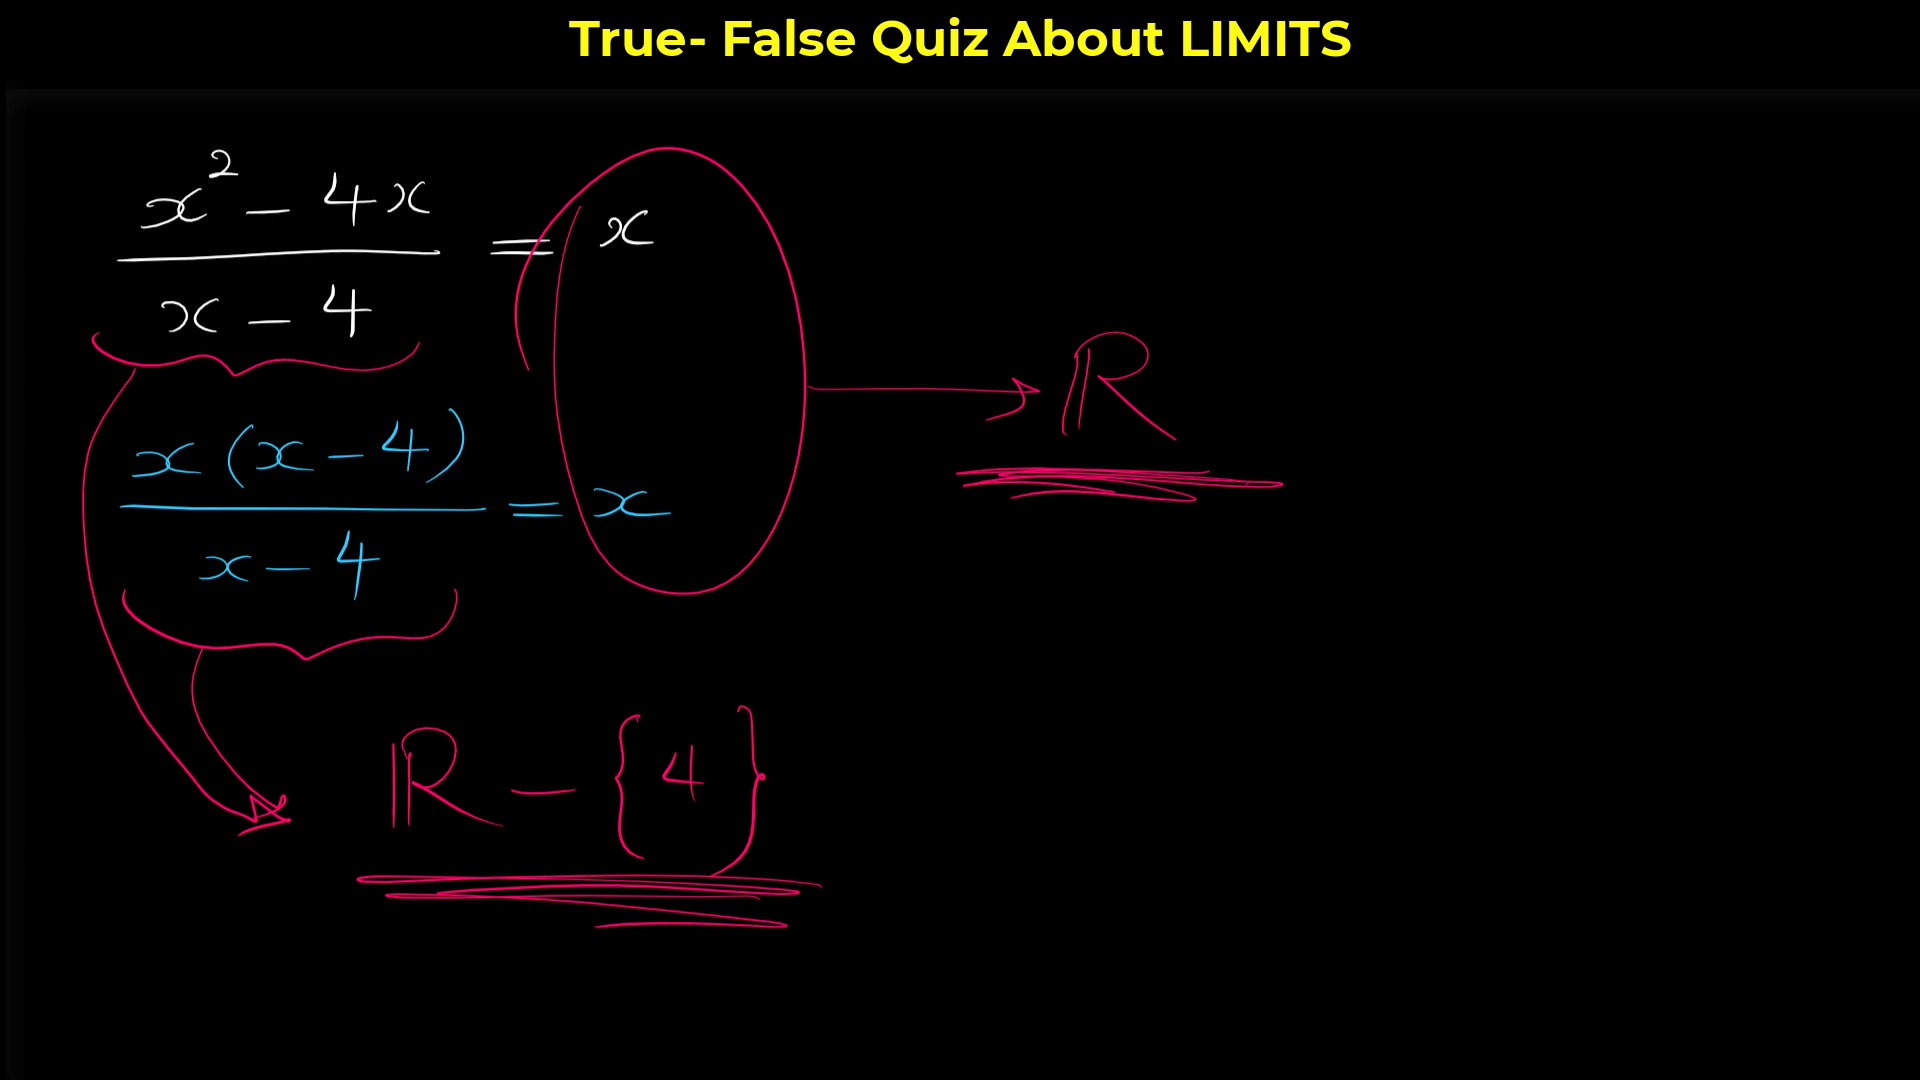 True- False Quiz About LIMITS
x² - 4x / x - 4 = x
x (x - 4) / x - 4 = x
ℝ
ℝ - {4}